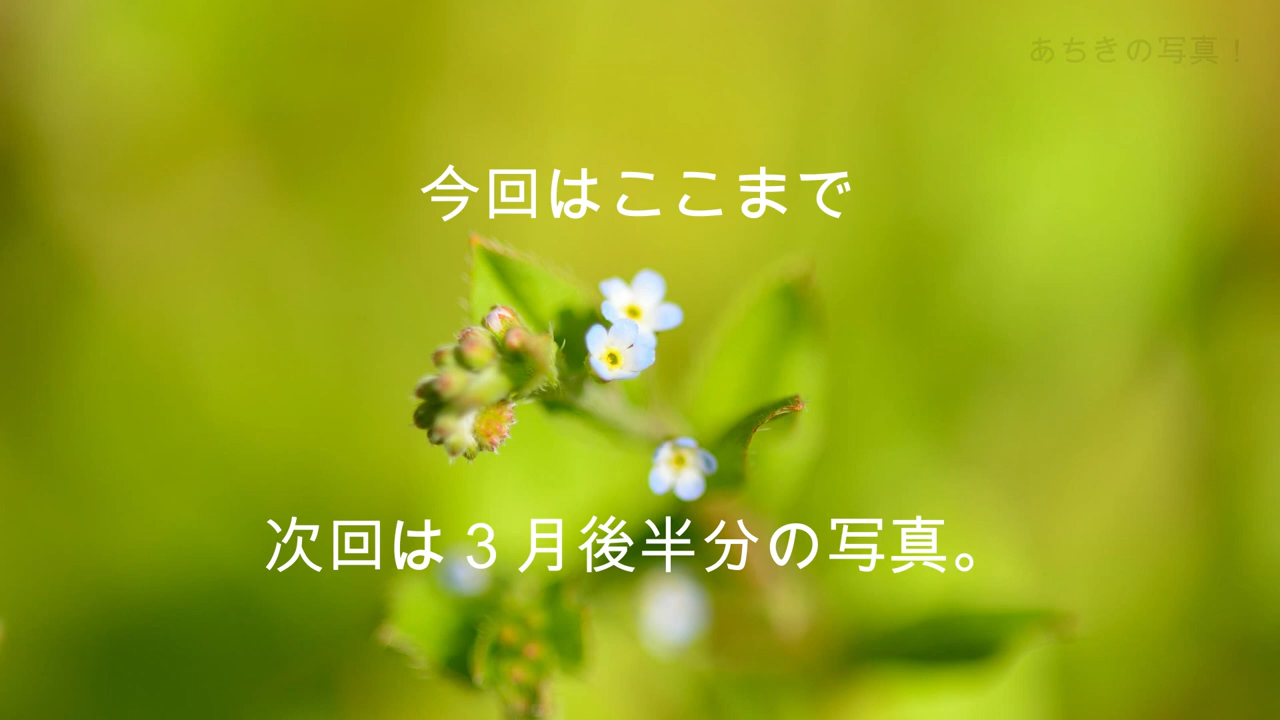 あちきの写真！
今回はここまで
次回は３月後半分の写真。